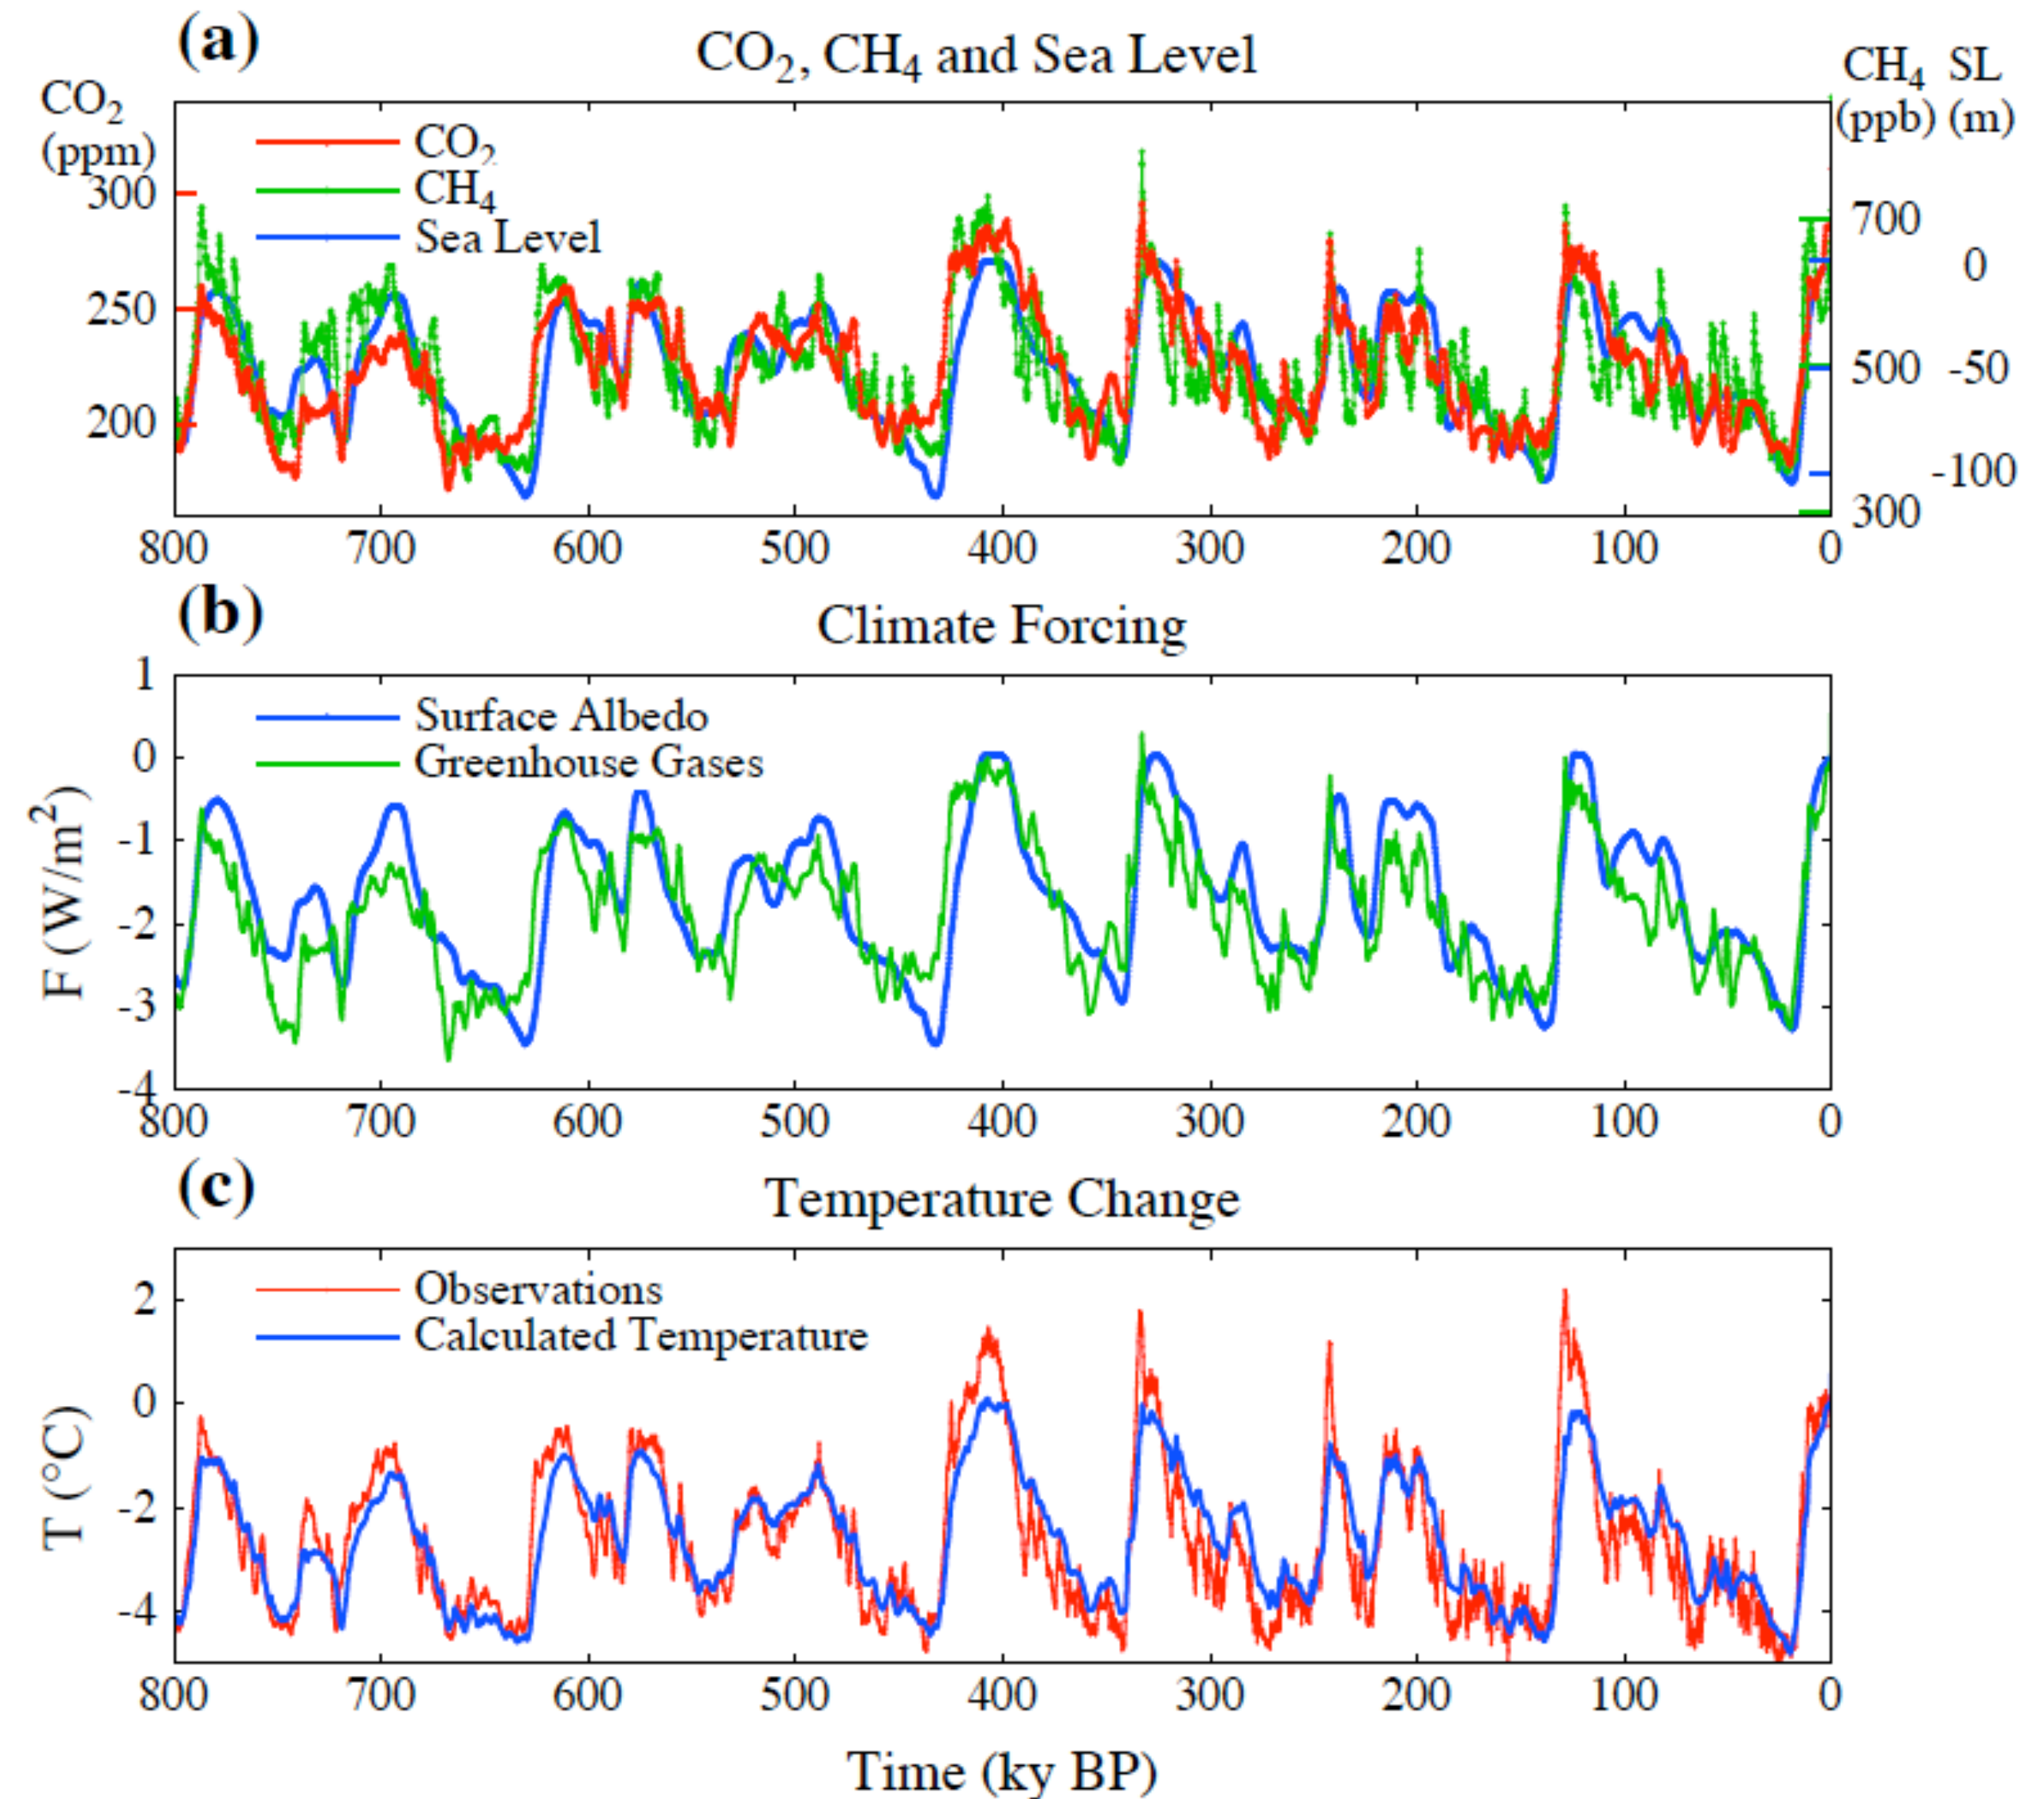 (a)
CO₂, CH₄ and Sea Level
CO₂
(ppm)
CH₄ SL
(ppb) (m)
CO₂
CH₄
Sea Level
300
250
200
700
500
300
0
-50
-100
800 700 600 500 400 300 200 100 0
(b)
Climate Forcing
Surface Albedo
Greenhouse Gases
F (W/m²)
1
0
-1
-2
-3
-4
800 700 600 500 400 300 200 100 0
(c)
Temperature Change
Observations
Calculated Temperature
T (°C)
2
0
-2
-4
800 700 600 500 400 300 200 100 0
Time (ky BP)